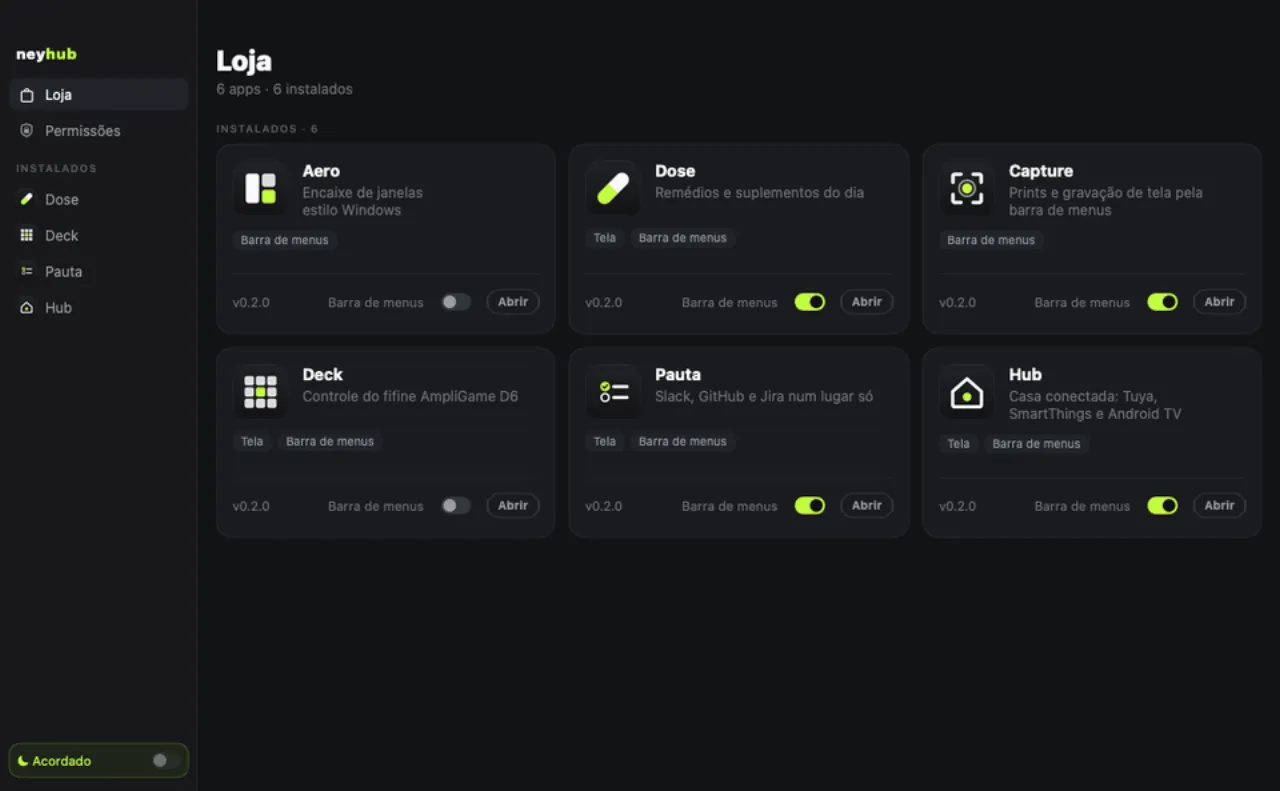 neyhub
Loja
Permissões
INSTALADOS
Dose
Deck
Pauta
Hub
Acordado
Loja
6 apps · 6 instalados
INSTALADOS · 6
Aero
Encaixe de janelas
estilo Windows
Barra de menus
v0.2.0
Barra de menus
Abrir
Dose
Remédios e suplementos do dia
Tela
Barra de menus
v0.2.0
Barra de menus
Abrir
Capture
Prints e gravação de tela pela
barra de menus
Barra de menus
v0.2.0
Barra de menus
Abrir
Deck
Controle do fifine AmpliGame D6
Tela
Barra de menus
v0.2.0
Barra de menus
Abrir
Pauta
Slack, GitHub e Jira num lugar só
Tela
Barra de menus
v0.2.0
Barra de menus
Abrir
Hub
Casa conectada: Tuya,
SmartThings e Android TV
Tela
Barra de menus
v0.2.0
Barra de menus
Abrir